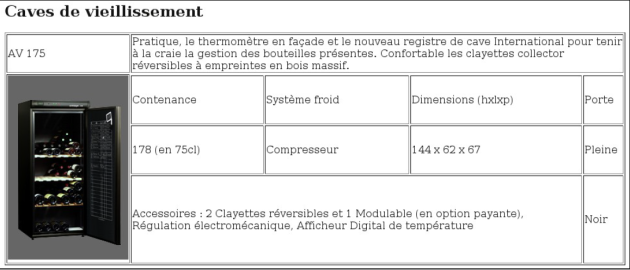 Caves de vieillissement
AV 175
Pratique, le thermomètre en façade et le nouveau registre de cave International pour tenir
à la craie la gestion des bouteilles présentes. Confortable les clayettes collector
réversibles à empreintes en bois massif.
Contenance
Système froid
Dimensions (hxlxp)
Porte
178 (en 75cl)
Compresseur
144 x 62 x 67
Pleine
Accessoires : 2 Clayettes réversibles et 1 Modulable (en option payante),
Régulation électromécanique, Afficheur Digital de température
Noir